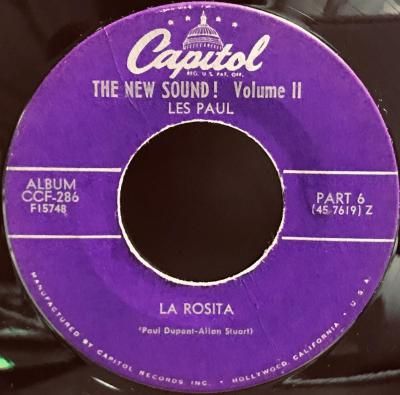 Capitol
REG. U.S. PAT. OFF.
THE NEW SOUND! Volume II
LES PAUL
ALBUM
CCF-286
F15748
PART 6
(45-7619) Z
LA ROSITA
(Paul Dupont-Allan Stuart)
MANUFACTURED BY CAPITOL RECORDS INC. • HOLLYWOOD, CALIFORNIA, U.S.A.